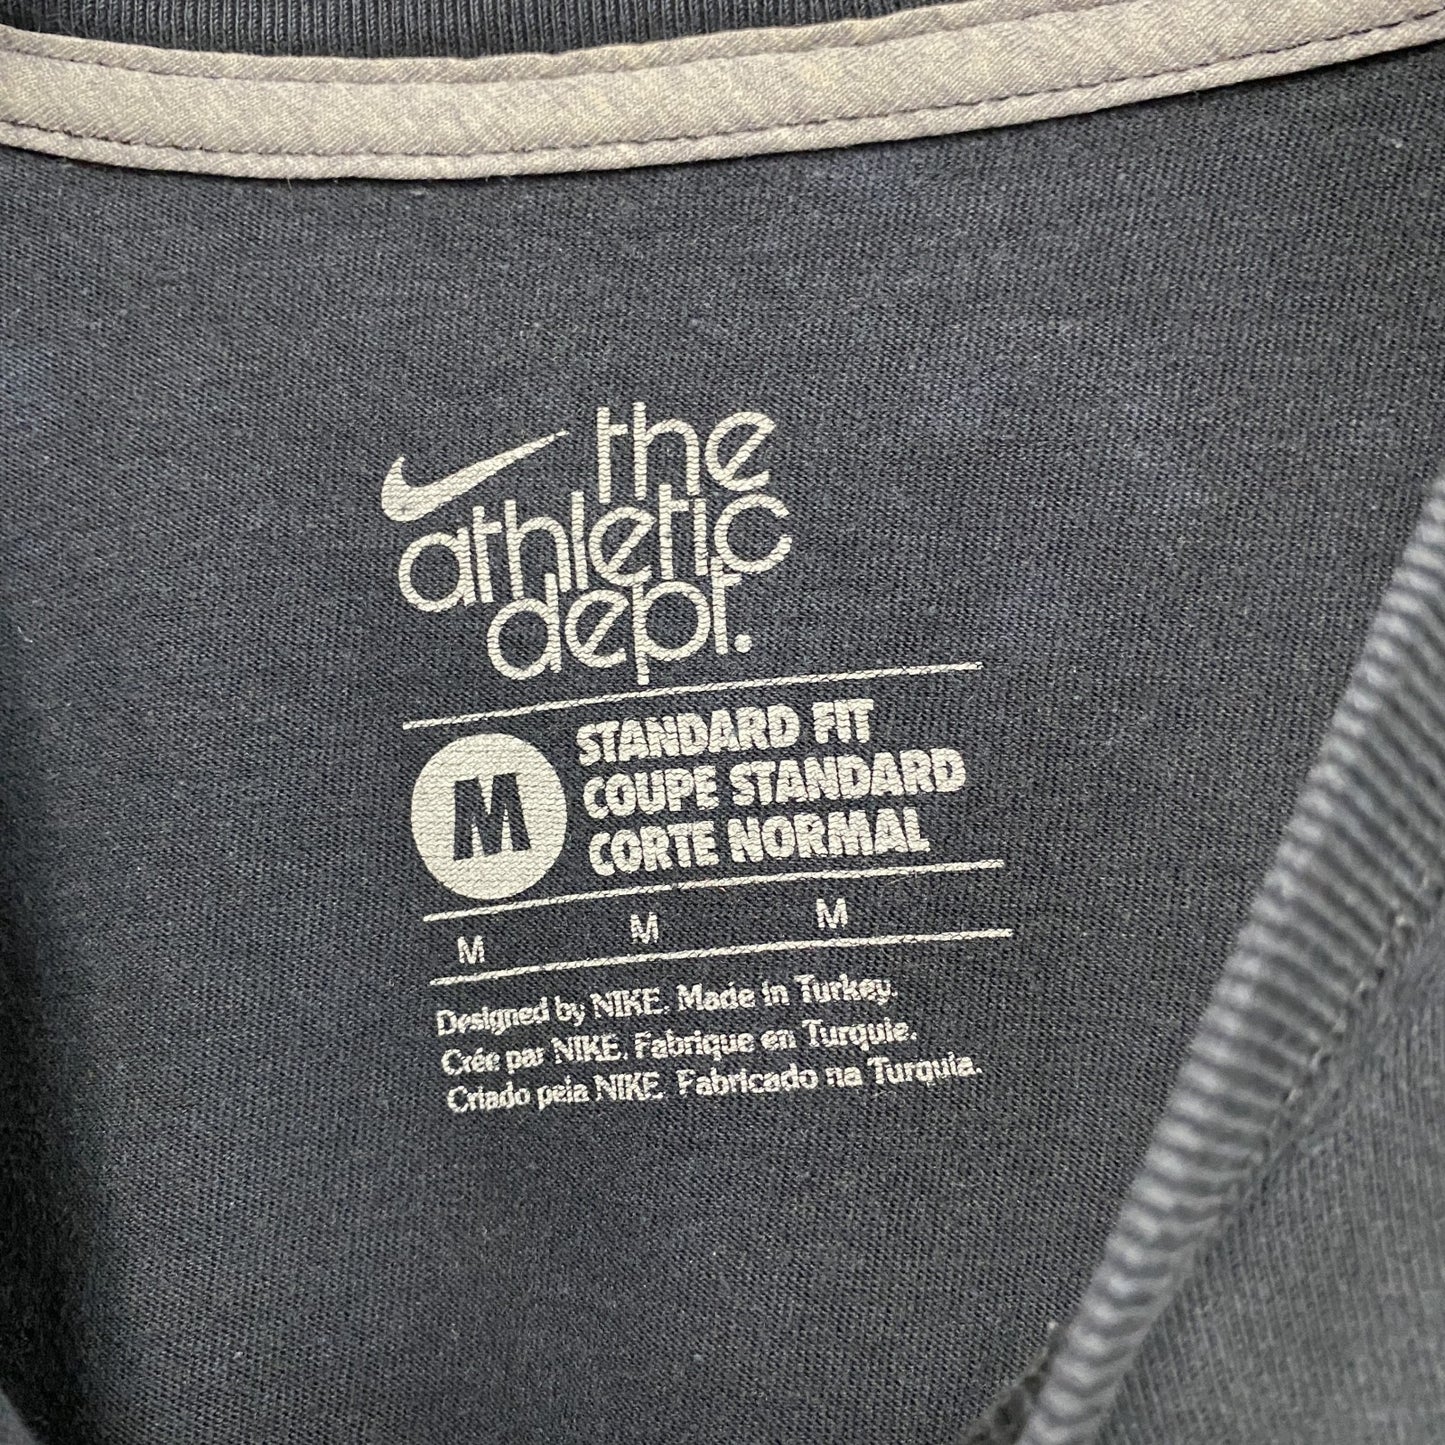 the
athletic
dept.
M
STANDARD FIT
COUPE STANDARD
CORTE NORMAL
M M M
Designed by NIKE. Made in Turkey.
Crée par NIKE. Fabrique en Turquie.
Criado pela NIKE. Fabricado na Turquia.